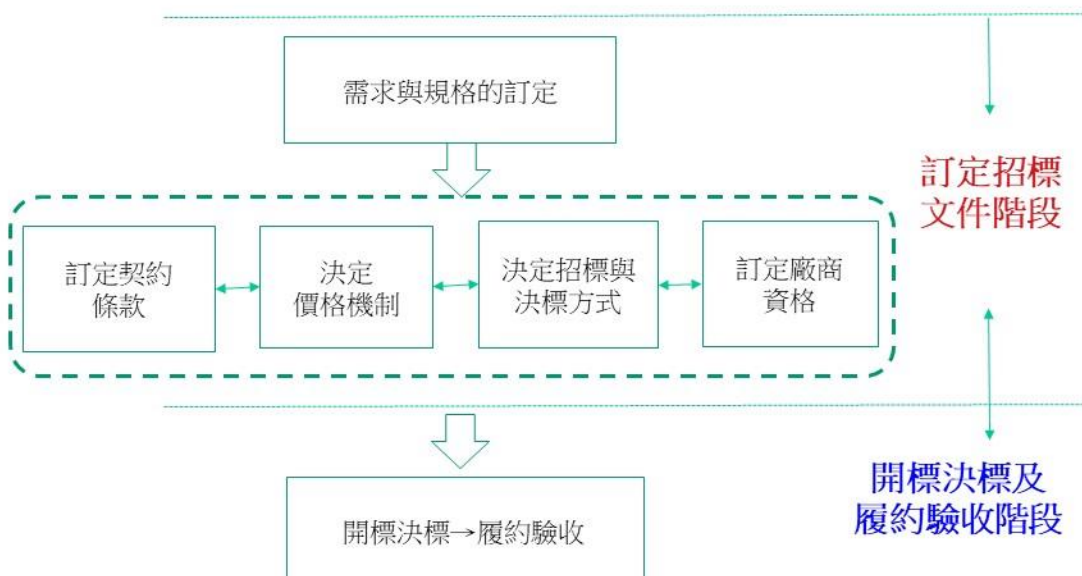 需求與規格的訂定
訂定招標
文件階段
訂定契約
條款
決定
價格機制
決定招標與
決標方式
訂定廠商
資格
開標決標及
履約驗收階段
開標決標→履約驗收